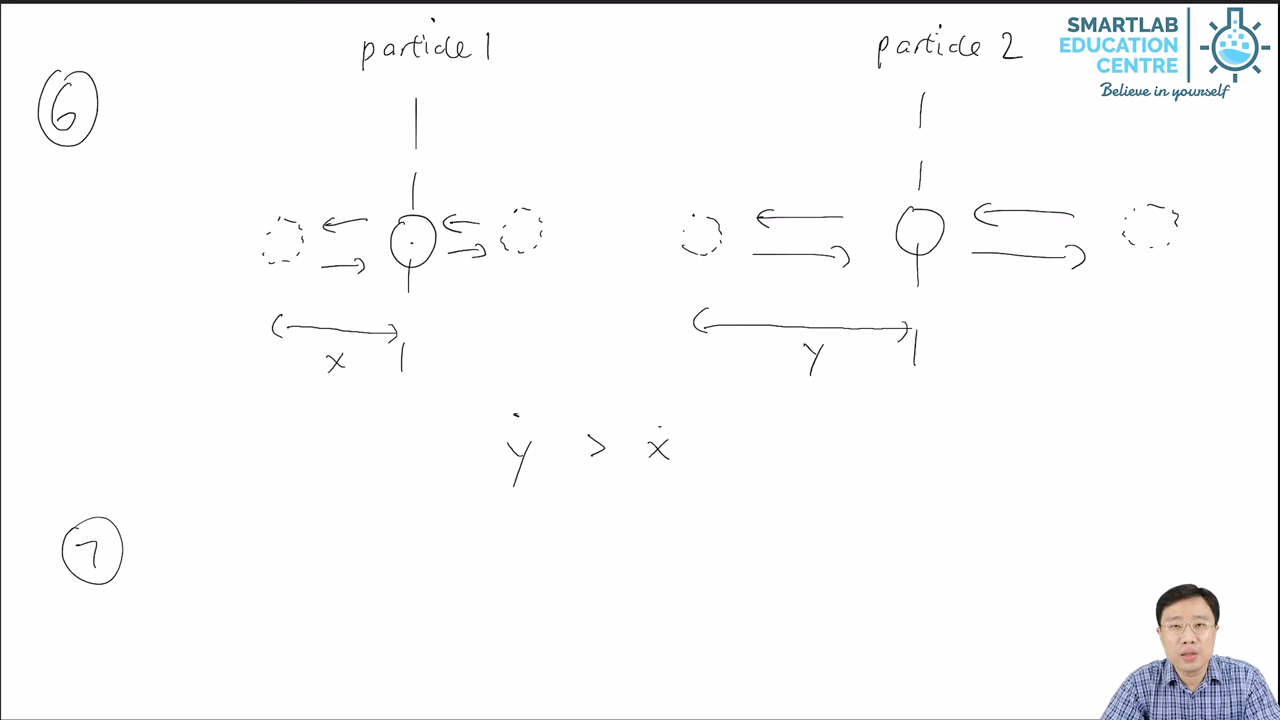 particle 1
particle 2
SMARTLAB
EDUCATION
CENTRE
Believe in yourself
6
x
y
y > x
7